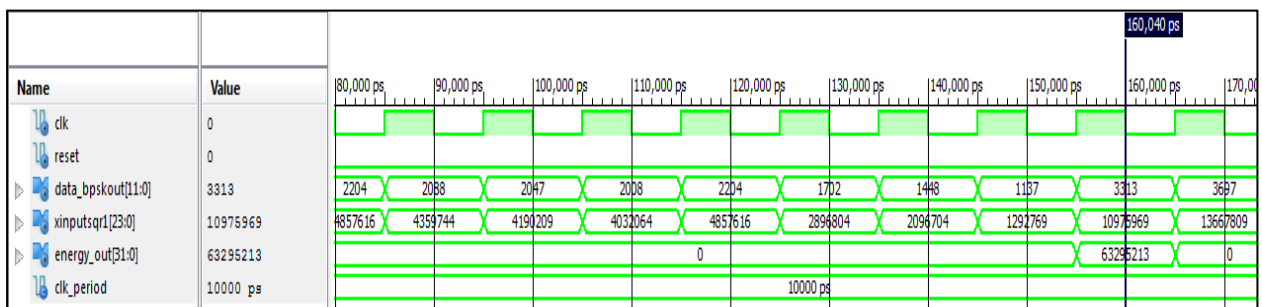 160,040 ps
Name Value 80,000 ps 90,000 ps 100,000 ps 110,000 ps 120,000 ps 130,000 ps 140,000 ps 150,000 ps 160,000 ps 170,00
clk 0
reset 0
data_bpskout[11:0] 3313 2204 2088 2047 2008 2204 1702 1448 1137 3313 3697
xinputsqr1[23:0] 10975969 4857616 4359744 4190209 4032064 4857616 2896804 2096704 1292769 10975969 13667809
energy_out[31:0] 63295213 0 63295213 0
clk_period 10000 ps 10000 ps